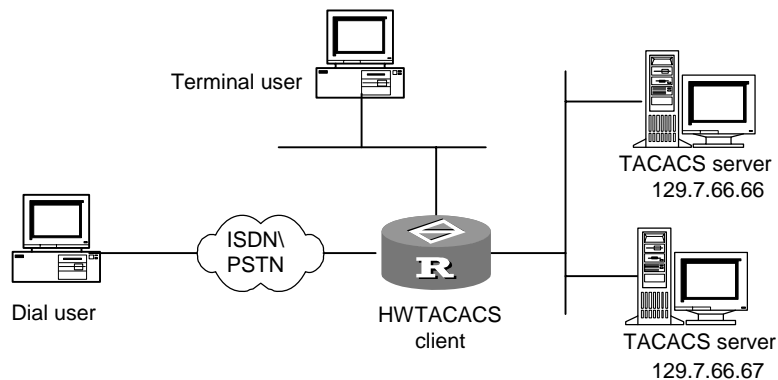 Terminal user
TACACS server
129.7.66.66
ISDN\
PSTN
R
Dial user
HWTACACS
client
TACACS server
129.7.66.67